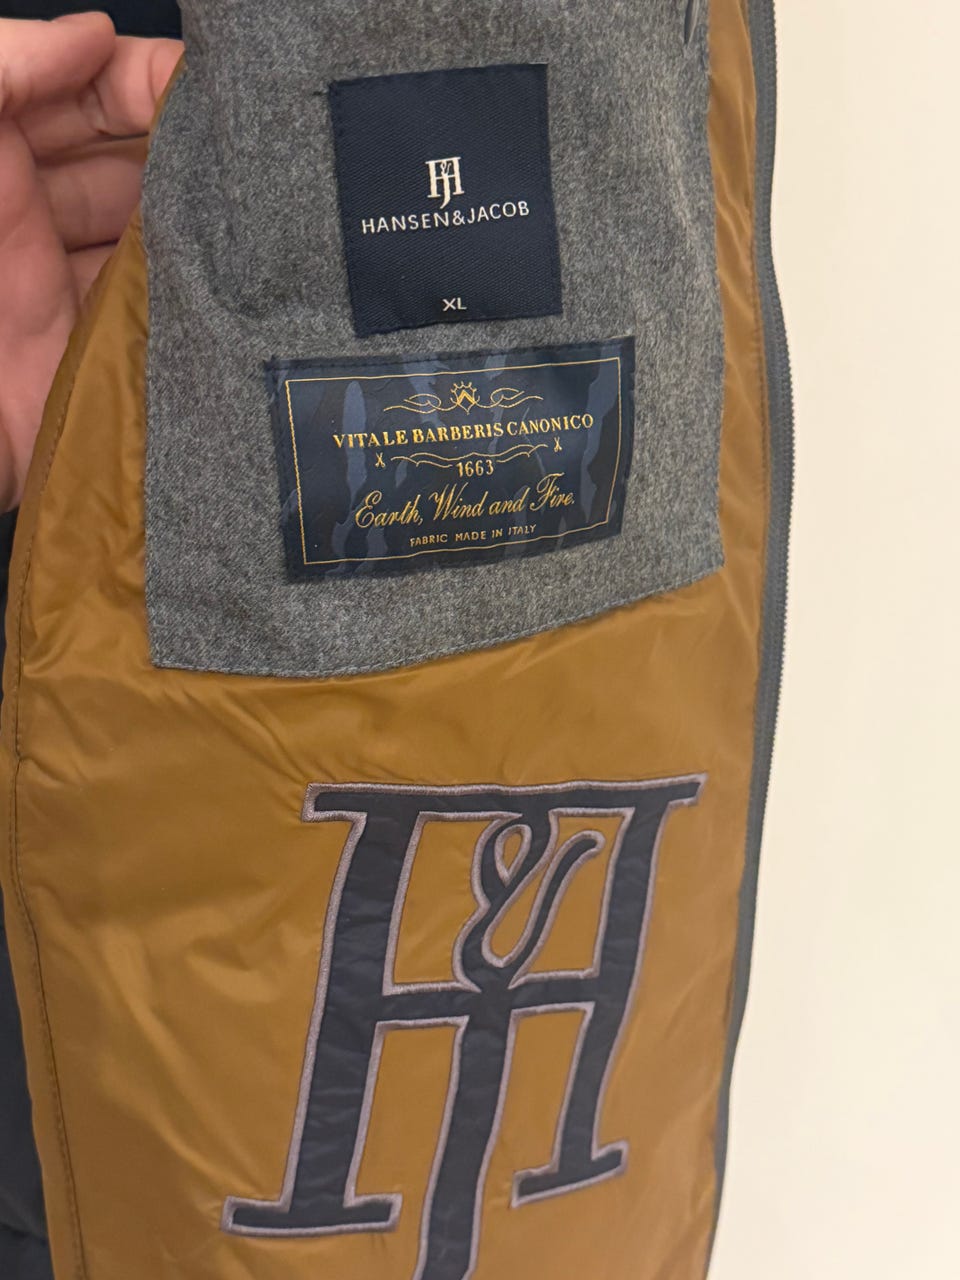 H&J
HANSEN&JACOB
XL
VITALE BARBERIS CANONICO
1663
Earth, Wind and Fire.
FABRIC MADE IN ITALY
H&J